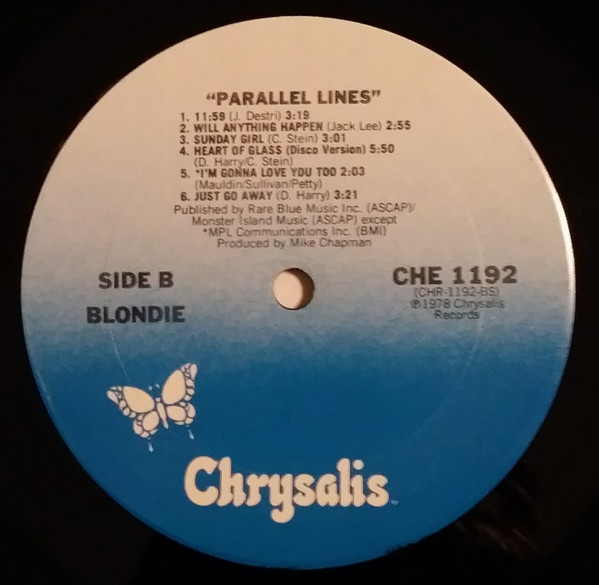 "PARALLEL LINES"
1. 11:59 (J. Destri) 3:19
2. WILL ANYTHING HAPPEN (Jack Lee) 2:55
3. SUNDAY GIRL (C. Stein) 3:01
4. HEART OF GLASS (Disco Version) 5:50
(D. Harry/C. Stein)
5. *I'M GONNA LOVE YOU TOO 2:03
(Mauldin/Sullivan/Petty)
6. JUST GO AWAY (D. Harry) 3:21
Published by Rare Blue Music Inc. (ASCAP)/
Monster Island Music (ASCAP) except
*MPL Communications Inc. (BMI)
Produced by Mike Chapman
SIDE B
BLONDIE
CHE 1192
(CHR-1192-BS)
℗1978 Chrysalis
Records
Chrysalis™